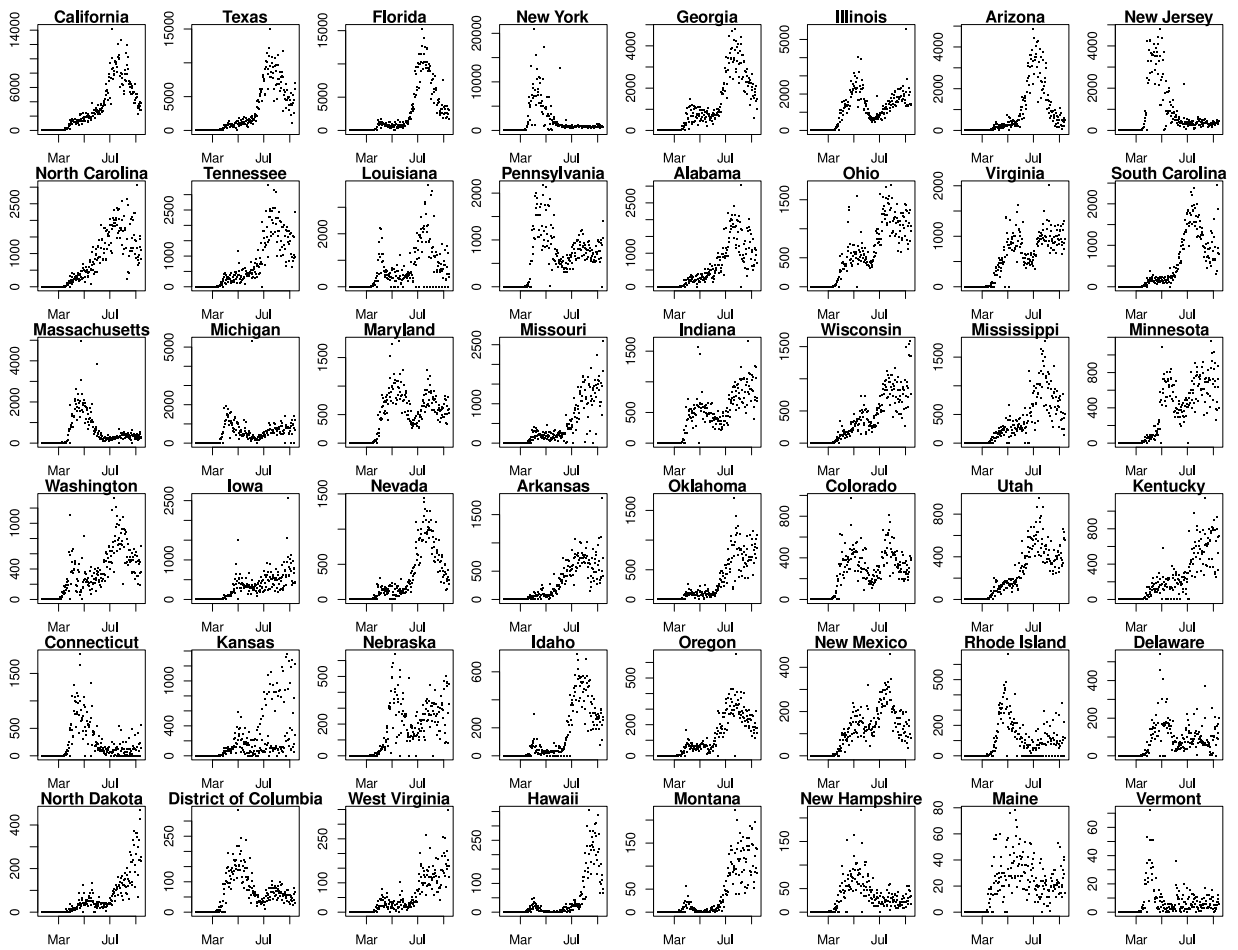 California Texas Florida New York Georgia Illinois Arizona New Jersey
0 6000 14000
0 5000 15000
0 5000 15000
0 10000 20000
0 2000 4000
0 1000 3000 5000
0 2000 4000
0 2000 4000
Mar Jul Mar Jul Mar Jul Mar Jul Mar Jul Mar Jul Mar Jul Mar Jul
North Carolina Tennessee Louisiana Pennsylvania Alabama Ohio Virginia South Carolina
0 1000 2500
0 1000 2500
0 2000
0 500 1000 2000
0 1000 3000
0 500 1000 1500
0 1000 2000
0 1000 2000
Mar Jul Mar Jul Mar Jul Mar Jul Mar Jul Mar Jul Mar Jul Mar Jul
Massachusetts Michigan Maryland Missouri Indiana Wisconsin Mississippi Minnesota
0 2000 4000
0 2000 5000
0 500 1500
0 1000 2500
0 500 1500
0 500 1500
0 500 1500
0 400 800
Mar Jul Mar Jul Mar Jul Mar Jul Mar Jul Mar Jul Mar Jul Mar Jul
Washington Iowa Nevada Arkansas Oklahoma Colorado Utah Kentucky
0 400 1000
0 1000 2500
0 500 1500
0 500 1500
0 500 1500
0 400 800
0 400 800
0 400 800
Mar Jul Mar Jul Mar Jul Mar Jul Mar Jul Mar Jul Mar Jul Mar Jul
Connecticut Kansas Nebraska Idaho Oregon New Mexico Rhode Island Delaware
0 500 1500
0 400 1200
0 200 500
0 200 600
0 200 500
0 200 400
0 200 500
0 200 400
Mar Jul Mar Jul Mar Jul Mar Jul Mar Jul Mar Jul Mar Jul Mar Jul
North Dakota District of Columbia West Virginia Hawaii Montana New Hampshire Maine Vermont
0 200 400
0 100 250
0 100 250
0 100 250
0 100 200
0 50 100 200
0 20 40 60 80
0 20 40 60
Mar Jul Mar Jul Mar Jul Mar Jul Mar Jul Mar Jul Mar Jul Mar Jul